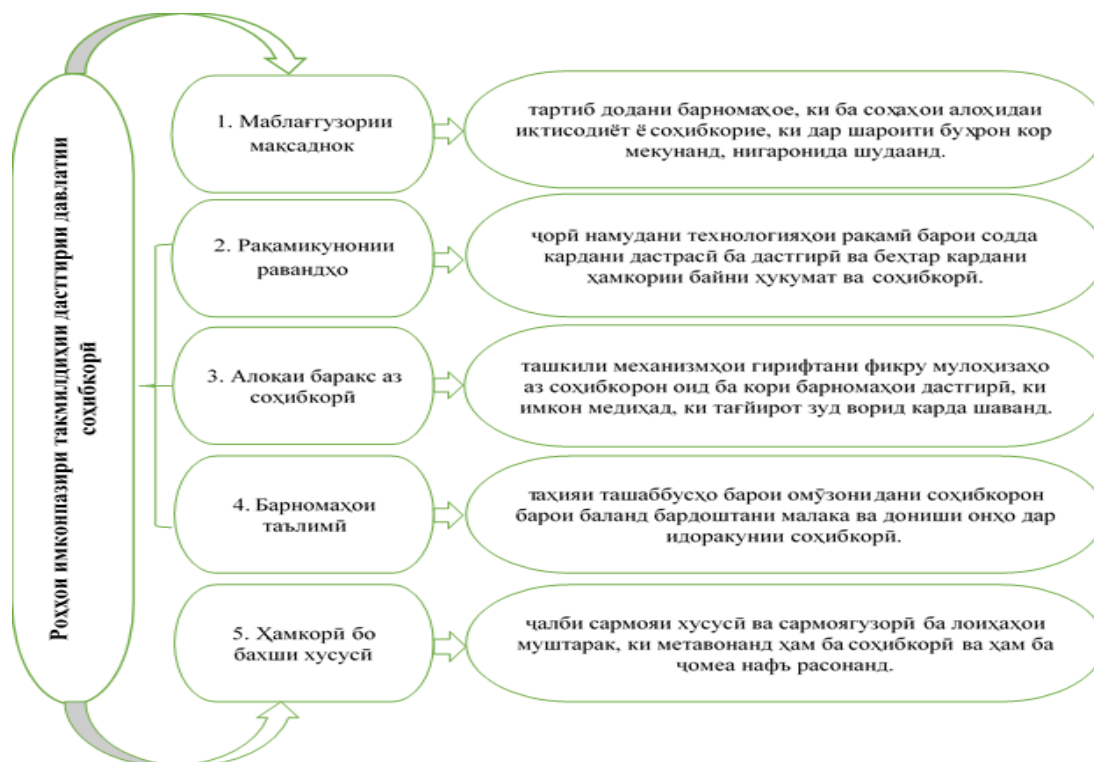 Роҳҳои имконпазири такмилдиҳии дастгирии давлатии
соҳибкорӣ
1. Маблағгузории
мақсаднок
тартиб додани барномаҳое, ки ба соҳаҳои алоҳидаи
иқтисодиёт ё соҳибкорие, ки дар шароити буҳрон кор
мекунанд, нигаронида шудаанд.
2. Рақамикунонии
равандҳо
ҷорӣ намудани технологияҳои рақамӣ барои содда
кардани дастрасӣ ба дастгирӣ ва беҳтар кардани
ҳамкории байни ҳукумат ва соҳибкорӣ.
3. Алоқаи баракс аз
соҳибкорӣ
ташкили механизмҳои гирифтани фикру мулоҳизаҳо
аз соҳибкорон оид ба кори барномаҳои дастгирӣ, ки
имкон медиҳад, ки тағйирот зуд ворид карда шаванд.
4. Барномаҳои
таълимӣ
таҳияи ташаббусҳо барои омӯзонидани соҳибкорон
барои баланд бардоштани малака ва дониши онҳо дар
идоракунии соҳибкорӣ.
5. Ҳамкорӣ бо
бахши хусусӣ
ҷалби сармояи хусусӣ ва сармоягузорӣ ба лоиҳаҳои
муштарак, ки метавонанд ҳам ба соҳибкорӣ ва ҳам ба
ҷомеа нафъ расонанд.